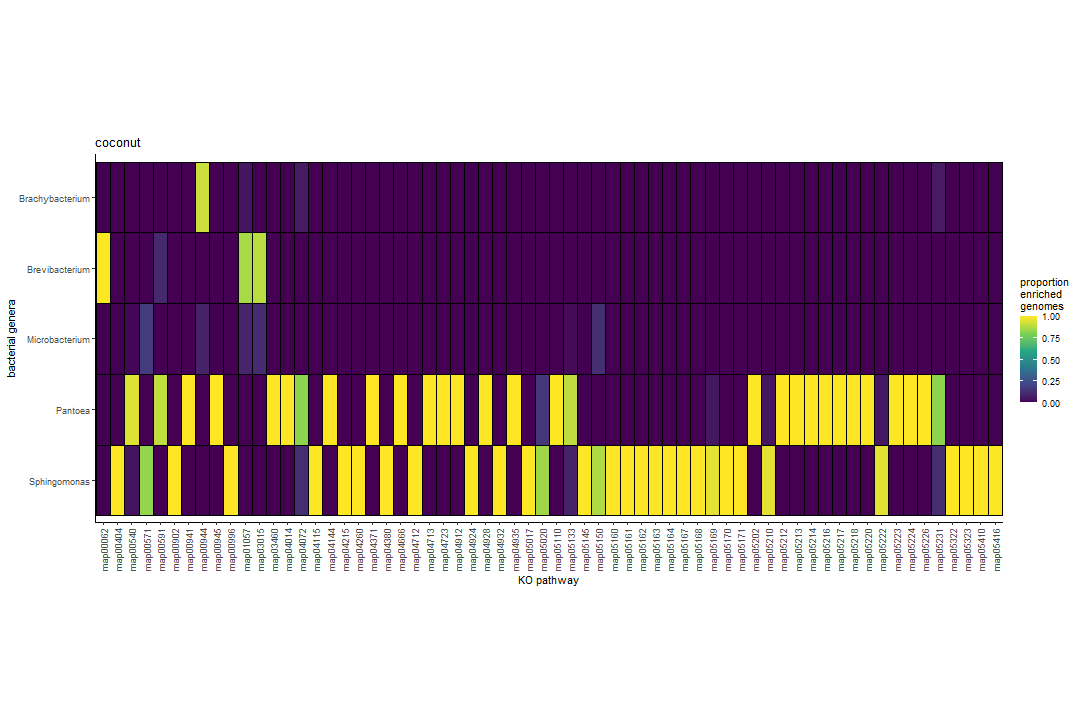 coconut
bacterial genera
Brachybacterium
Brevibacterium
Microbacterium
Pantoea
Sphingomonas
map00062
map00404
map00540
map00571
map00591
map00902
map00941
map00944
map00945
map00996
map01057
map03015
map03460
map04014
map04072
map04115
map04144
map04215
map04260
map04371
map04380
map04666
map04712
map04713
map04723
map04912
map04924
map04928
map04932
map04935
map05017
map05020
map05110
map05133
map05145
map05150
map05160
map05161
map05162
map05163
map05164
map05167
map05168
map05169
map05170
map05171
map05202
map05210
map05212
map05213
map05214
map05216
map05217
map05218
map05220
map05222
map05223
map05224
map05226
map05231
map05322
map05323
map05410
map05416
KO pathway
proportion
enriched
genomes
1.00
0.75
0.50
0.25
0.00